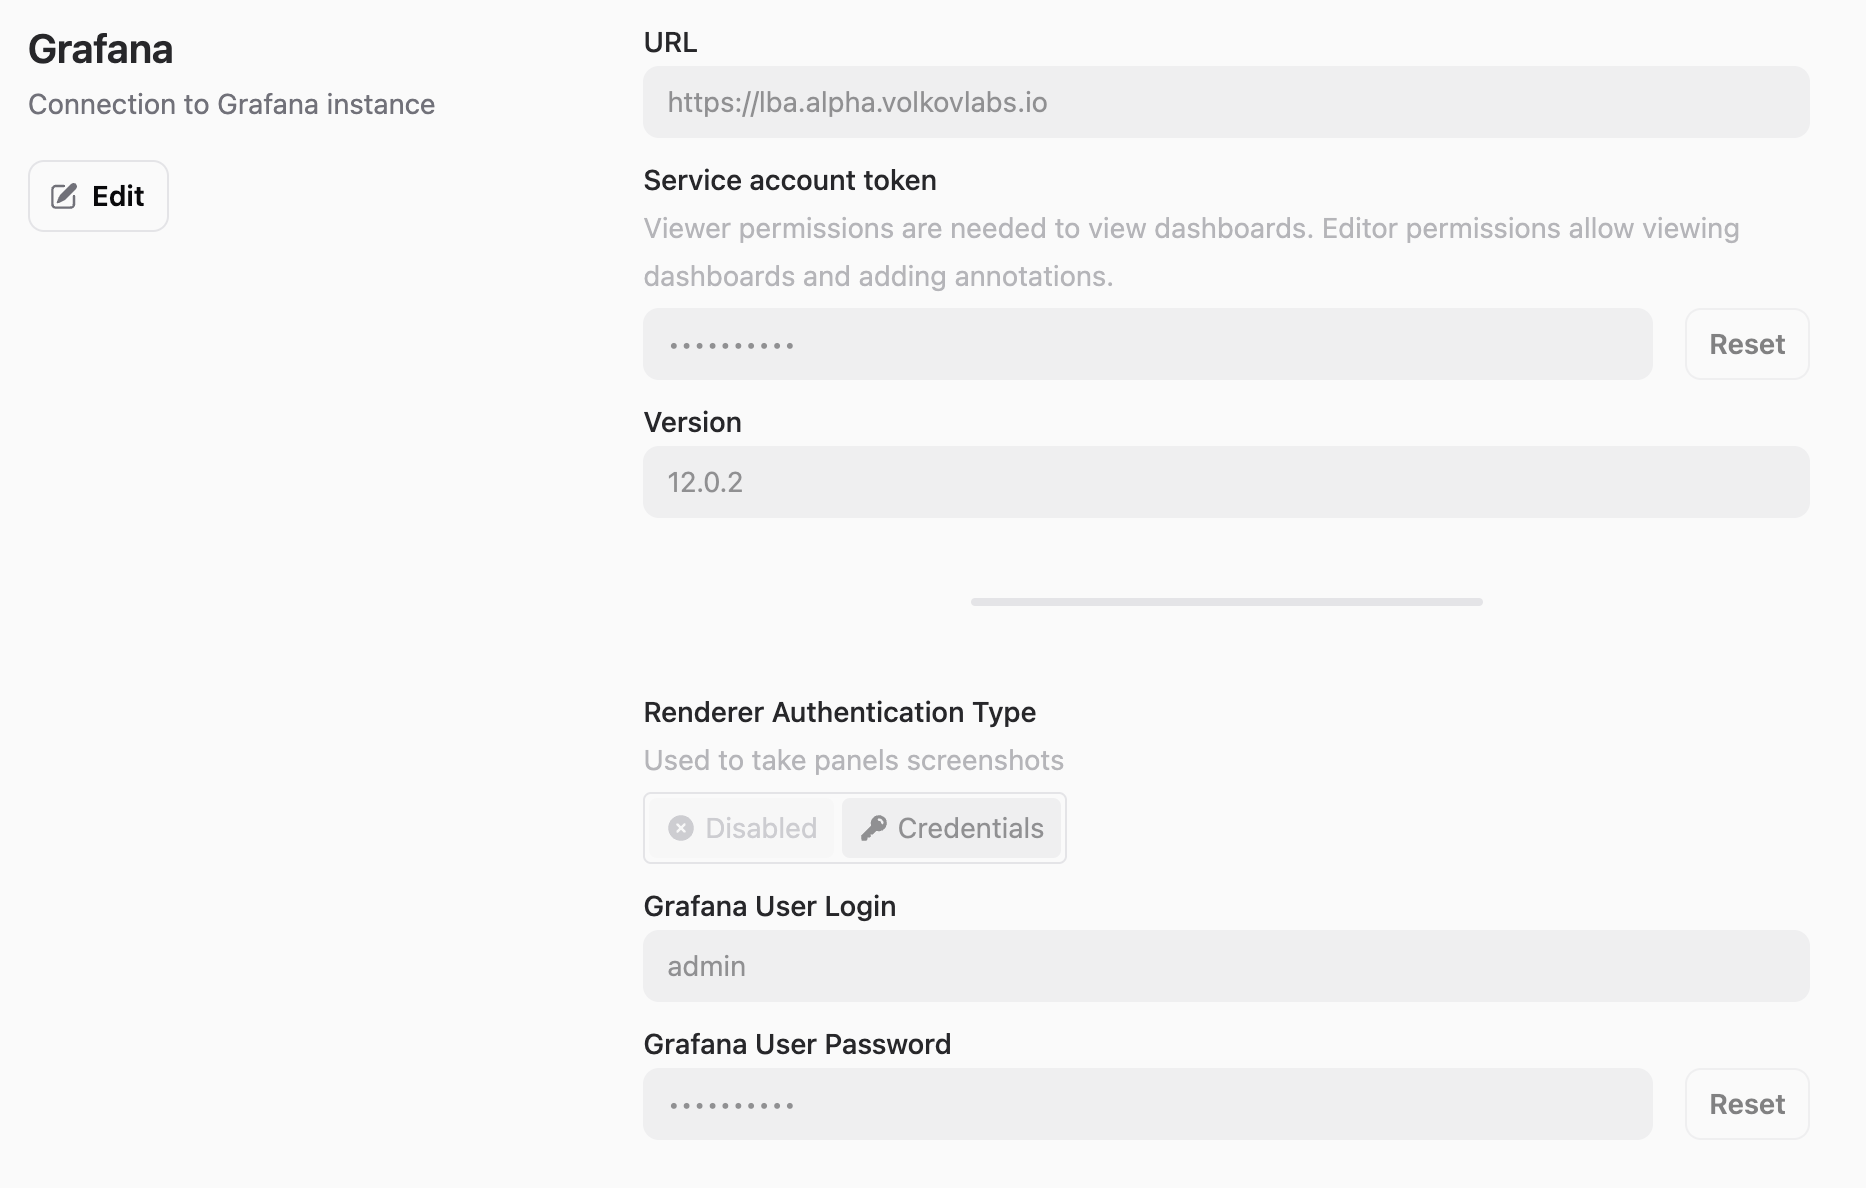 Grafana
Connection to Grafana instance
Edit
URL
https://lba.alpha.volkovlabs.io
Service account token
Viewer permissions are needed to view dashboards. Editor permissions allow viewing
dashboards and adding annotations.
••••••••••
Reset
Version
12.0.2
Renderer Authentication Type
Used to take panels screenshots
Disabled
Credentials
Grafana User Login
admin
Grafana User Password
••••••••••
Reset